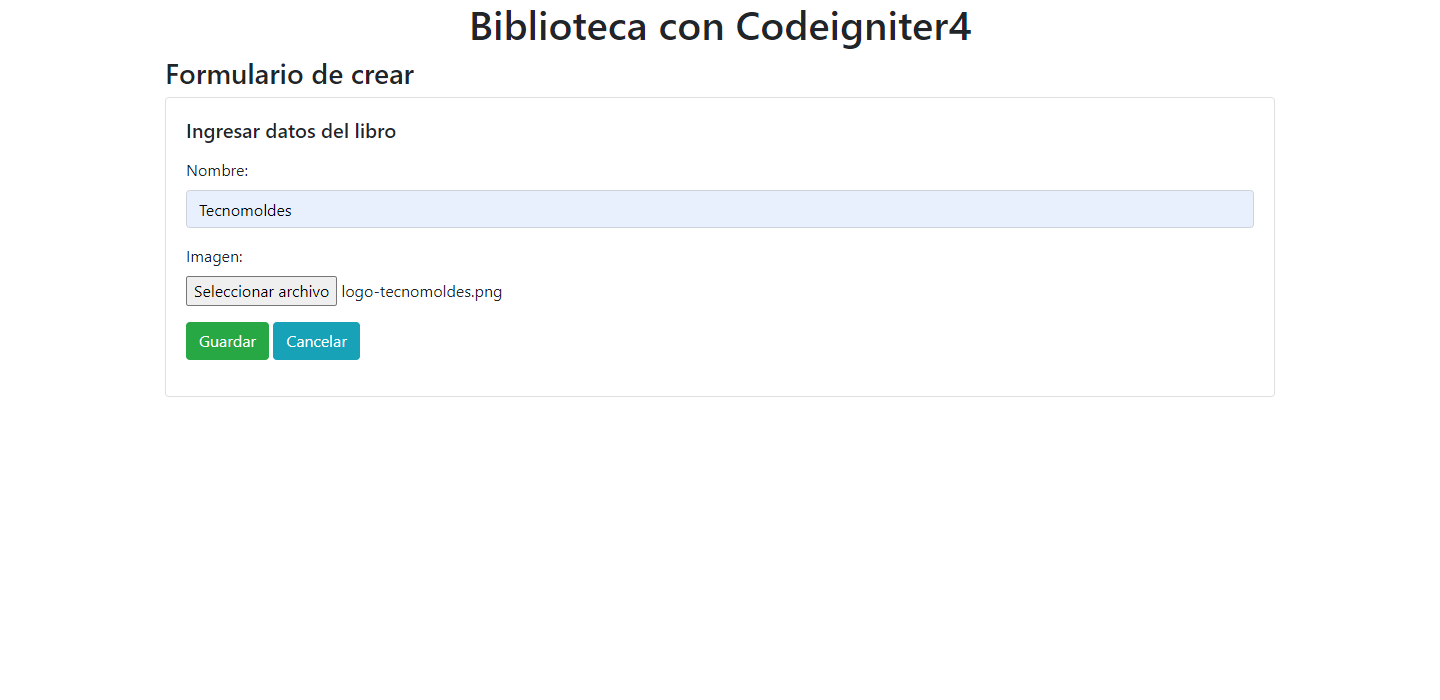 Biblioteca con Codeigniter4
Formulario de crear
Ingresar datos del libro
Nombre:
Tecnomoldes
Imagen:
Seleccionar archivo logo-tecnomoldes.png
Guardar Cancelar